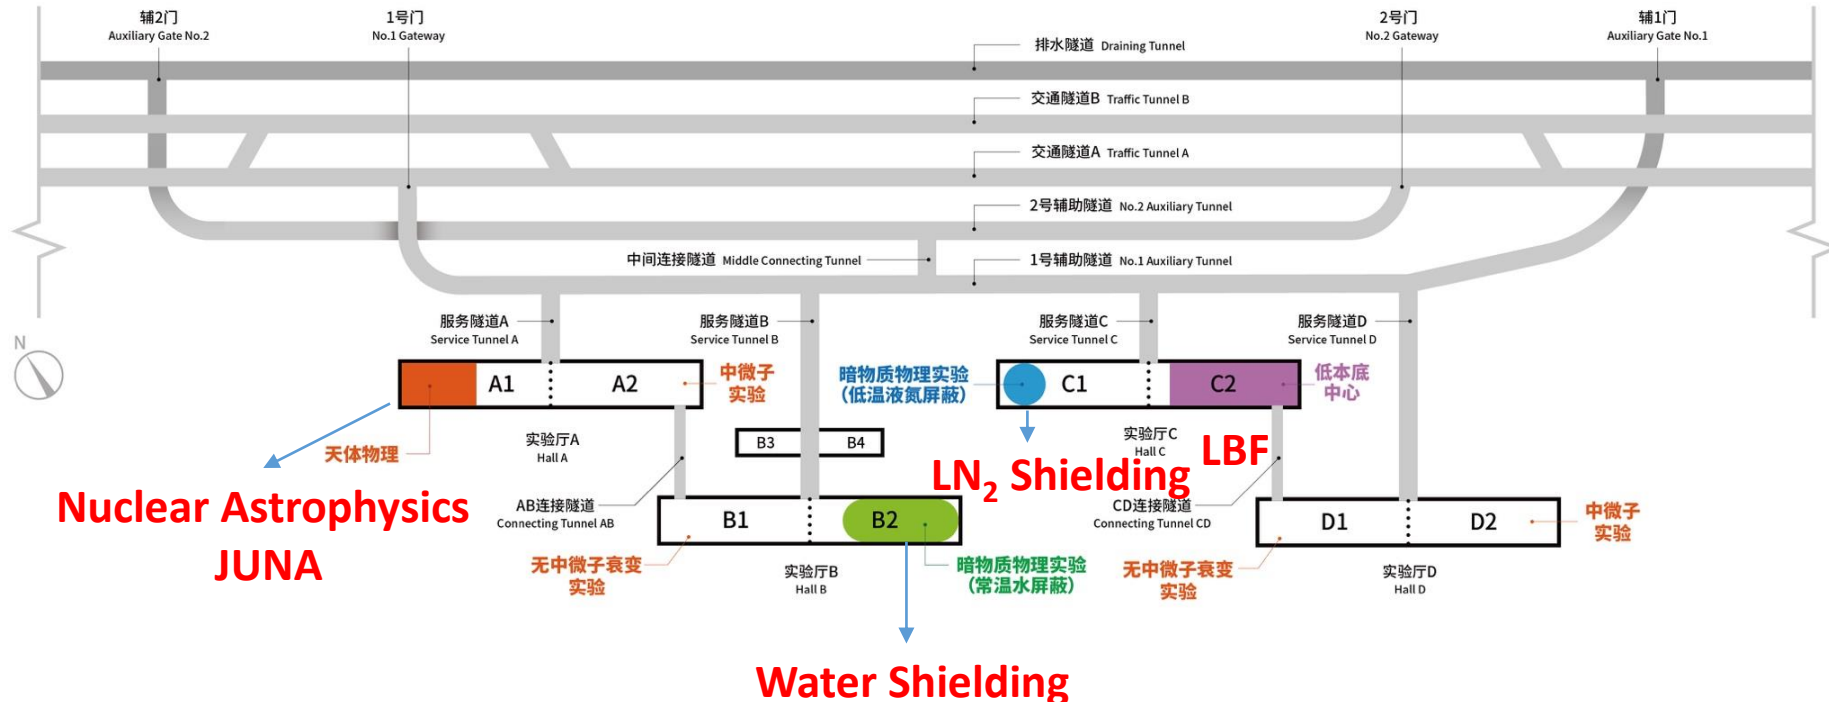 辅2门
Auxiliary Gate No.2
1号门
No.1 Gateway
2号门
No.2 Gateway
辅1门
Auxiliary Gate No.1
排水隧道 Draining Tunnel
交通隧道B Traffic Tunnel B
交通隧道A Traffic Tunnel A
2号辅助隧道 No.2 Auxiliary Tunnel
中间连接隧道 Middle Connecting Tunnel
1号辅助隧道 No.1 Auxiliary Tunnel
N
服务隧道A
Service Tunnel A
服务隧道B
Service Tunnel B
服务隧道C
Service Tunnel C
服务隧道D
Service Tunnel D
A1
A2
中微子
实验
暗物质物理实验
(低温液氮屏蔽)
C1
C2
低本底
中心
天体物理
实验厅A
Hall A
B3
B4
实验厅C
Hall C
LBF
LN2 Shielding
Nuclear Astrophysics
JUNA
AB连接隧道
Connecting Tunnel AB
B1
B2
CD连接隧道
Connecting Tunnel CD
D1
D2
中微子
实验
无中微子衰变
实验
实验厅B
Hall B
暗物质物理实验
(常温水屏蔽)
无中微子衰变
实验
实验厅D
Hall D
Water Shielding